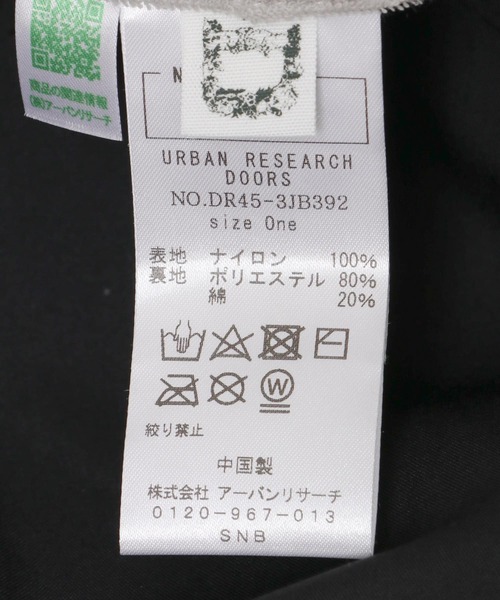 商品の関連情報
(株)アーバンリサーチ
N
URBAN RESEARCH
DOORS
NO.DR45-3JB392
size One
表地 ナイロン 100%
裏地 ポリエステル 80%
綿 20%
W
絞り禁止
中国製
株式会社 アーバンリサーチ
0120-967-013
SNB